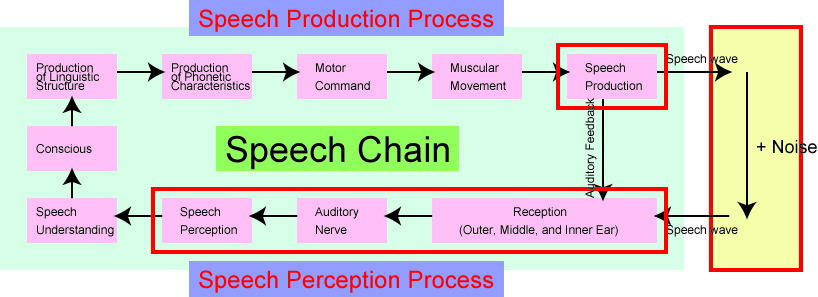 Speech Production Process
Production
of Linguistic
Structure
Production
of Phonetic
Characteristics
Motor
Command
Muscular
Movement
Speech
Production
Speech wave
Conscious
Speech Chain
Auditory Feedback
+ Noise
Speech
Understanding
Speech
Perception
Auditory
Nerve
Reception
(Outer, Middle, and Inner Ear)
Speech wave
Speech Perception Process